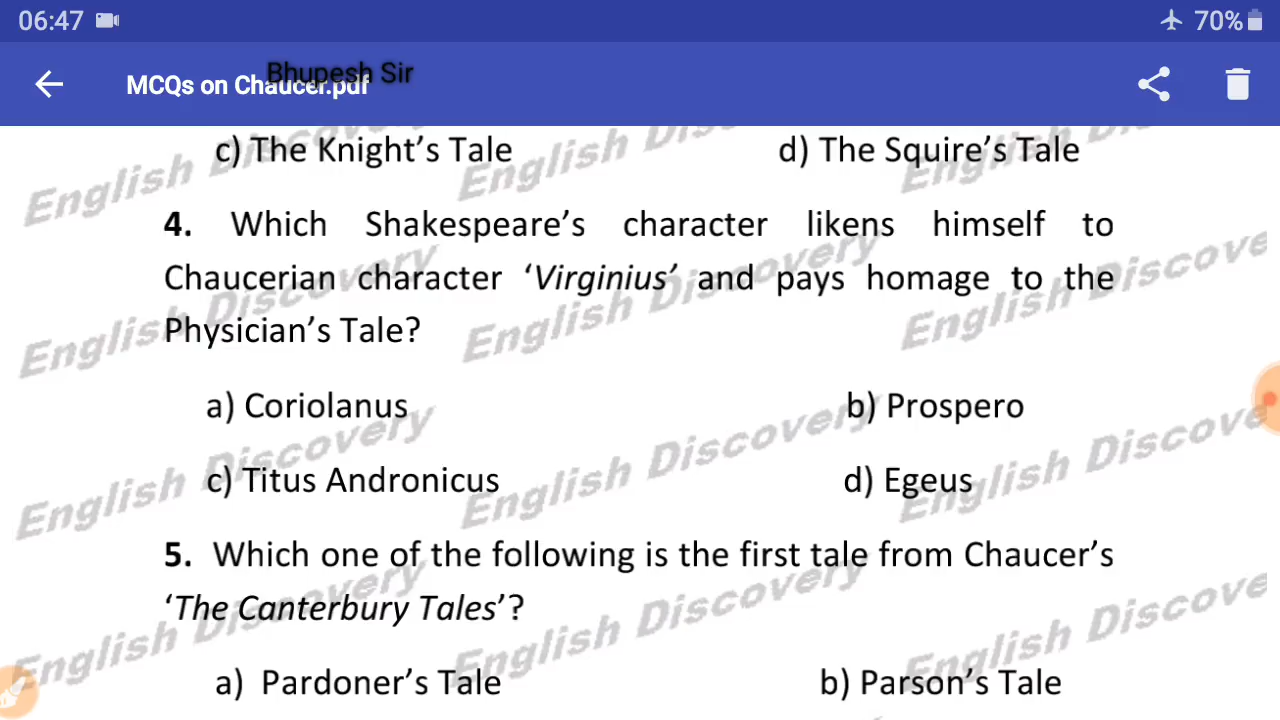 06:47 70%
Bhupesh Sir
MCQs on Chaucer.pdf
c) The Knight's Tale d) The Squire's Tale
4. Which Shakespeare's character likens himself to
Chaucerian character ‘Virginius’ and pays homage to the
Physician's Tale?
a) Coriolanus b) Prospero
c) Titus Andronicus d) Egeus
5. Which one of the following is the first tale from Chaucer's
‘The Canterbury Tales’?
a) Pardoner's Tale b) Parson's Tale
English Discovery